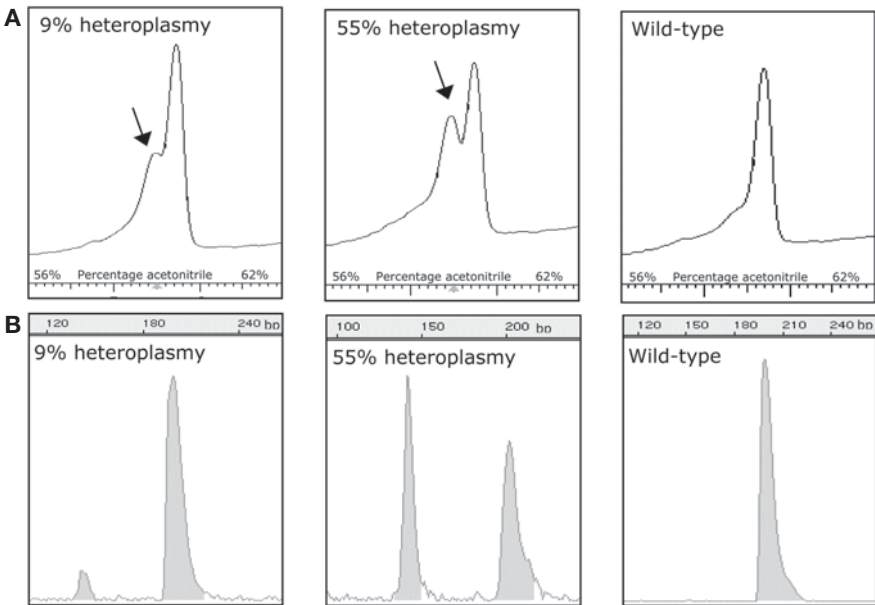 A
9% heteroplasmy
56% Percentage acetonitrile 62%
55% heteroplasmy
56% Percentage acetonitrile 62%
Wild-type
56% Percentage acetonitrile 62%
B
120 180 240 bp
9% heteroplasmy
100 150 200 bp
55% heteroplasmy
120 150 180 210 240 bp
Wild-type